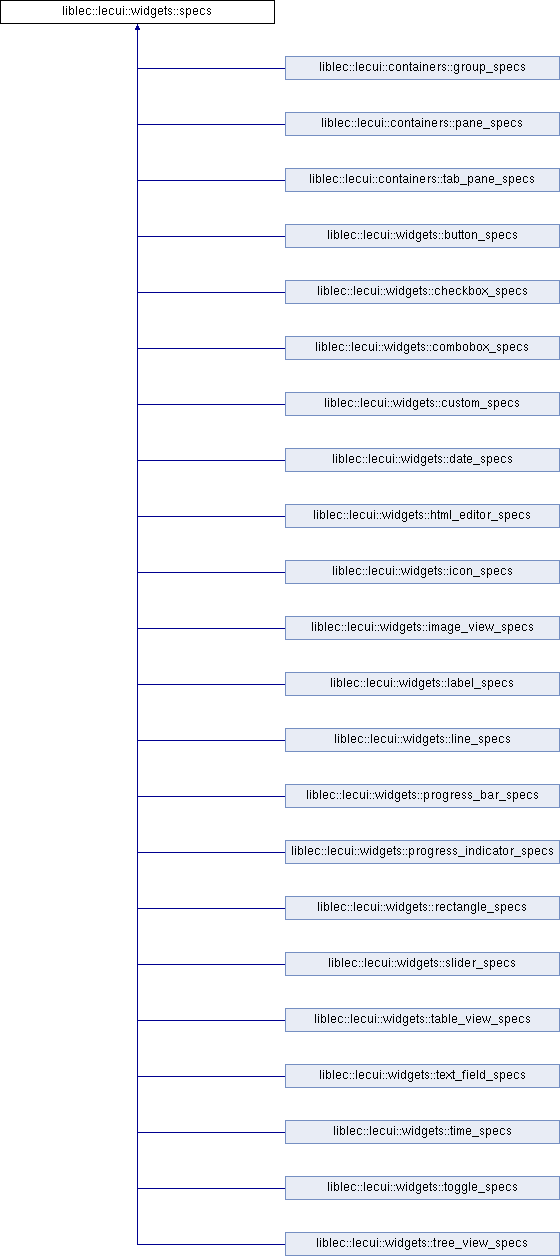 liblec::lecui::widgets::specs
liblec::lecui::containers::group_specs
liblec::lecui::containers::pane_specs
liblec::lecui::containers::tab_pane_specs
liblec::lecui::widgets::button_specs
liblec::lecui::widgets::checkbox_specs
liblec::lecui::widgets::combobox_specs
liblec::lecui::widgets::custom_specs
liblec::lecui::widgets::date_specs
liblec::lecui::widgets::html_editor_specs
liblec::lecui::widgets::icon_specs
liblec::lecui::widgets::image_view_specs
liblec::lecui::widgets::label_specs
liblec::lecui::widgets::line_specs
liblec::lecui::widgets::progress_bar_specs
liblec::lecui::widgets::progress_indicator_specs
liblec::lecui::widgets::rectangle_specs
liblec::lecui::widgets::slider_specs
liblec::lecui::widgets::table_view_specs
liblec::lecui::widgets::text_field_specs
liblec::lecui::widgets::time_specs
liblec::lecui::widgets::toggle_specs
liblec::lecui::widgets::tree_view_specs